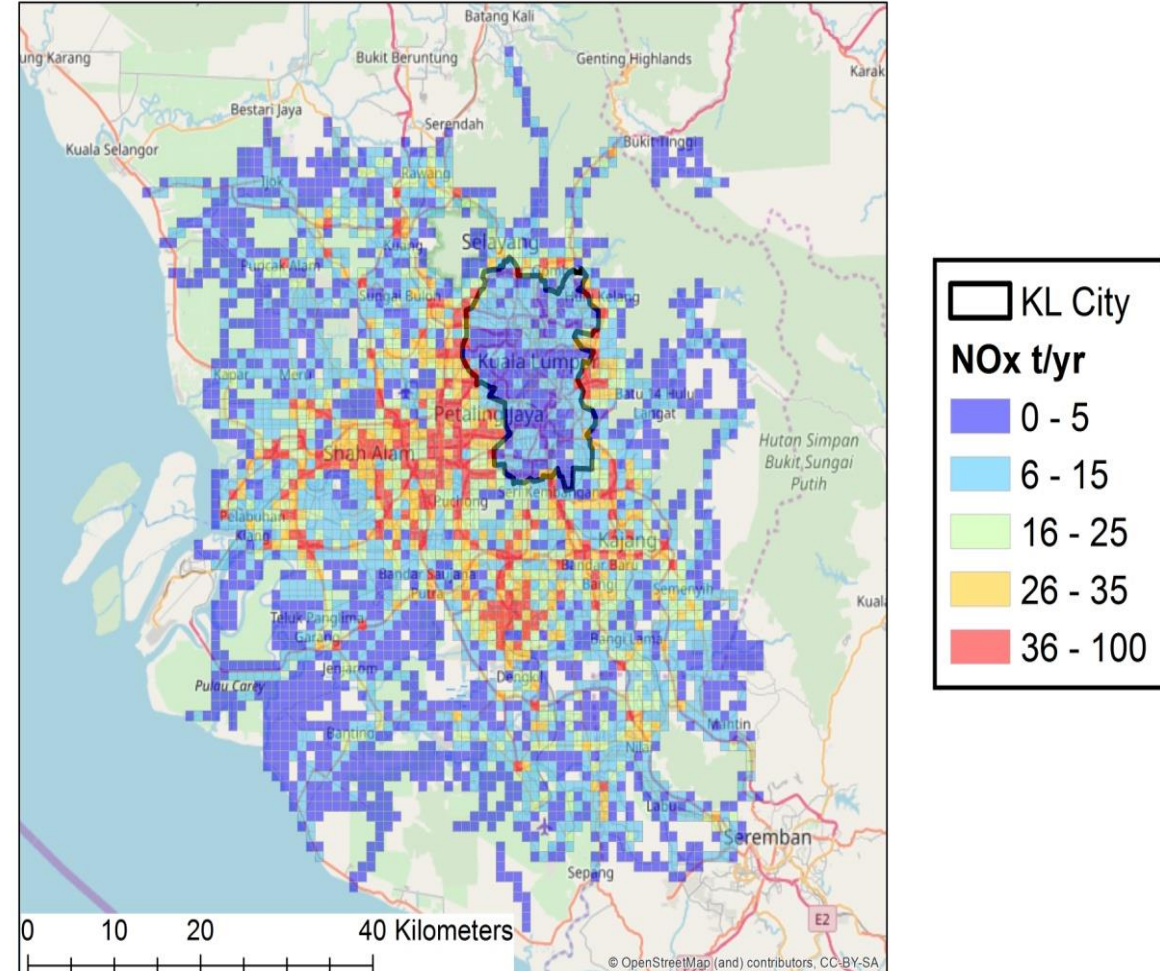 Batang Kali
ung Karang
Bukit Beruntung
Genting Highlands
Karak
Bestari Jaya
Serendah
Kuala Selangor
Bukit Tinggi
Ijok
Rawang
Selayang
Kuang
Puncak Alam
Sungai Buloh
Kelang
Kuala Lump
Kapar
Meru
Batu 14 Hulu
Langat
Petaling Jaya
Hutan Simpan
Bukit Sungai
Putih
Shah Alam
Seri Kembangan
Puchong
Pelabuhan
Klang
Kajang
Bandar Baru
Bangi
Bandar Saujana
Putra
Semenyih
Kuala
Teluk Panglima
Garang
Bangi Lama
Jenjarom
Dengkil
Pulau Carey
Mantin
Banting
Nilai
Labu
Seremban
Sepang
E2
0 10 20 40 Kilometers
© OpenStreetMap (and) contributors, CC-BY-SA
KL City
NOx t/yr
0 - 5
6 - 15
16 - 25
26 - 35
36 - 100